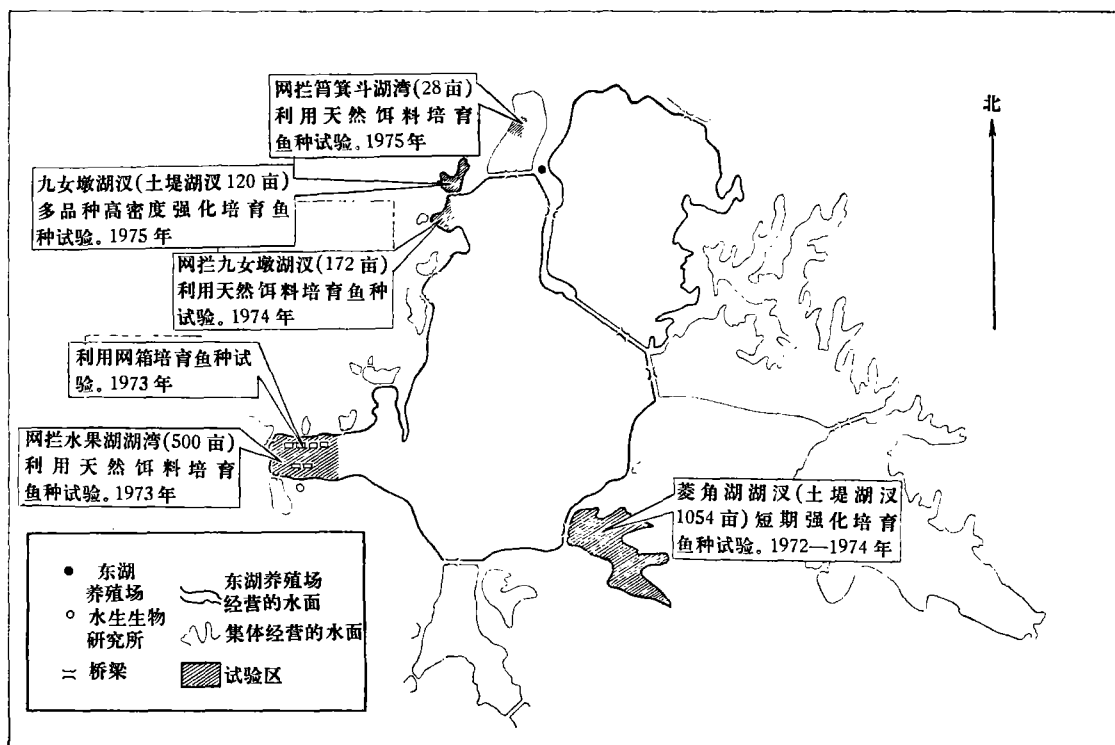 网拦筲箕斗湖湾(28亩)
利用天然饵料培育
鱼种试验。1975年
九女墩湖汊(土堤湖汊120亩)
多品种高密度强化培育鱼
种试验。1975年
网拦九女墩湖汊(172亩)
利用天然饵料培育鱼种
试验。1974年
利用网箱培育鱼种试
验。1973年
网拦水果湖湖湾(500亩)
利用天然饵料培育
鱼种试验。1973年
北
菱角湖湖汊(土堤湖汊
1054亩)短期强化培育
鱼种试验。1972—1974年
东湖
养殖场
水生生物
研究所
桥梁
东湖养殖场
经营的水面
集体经营的水面
试验区